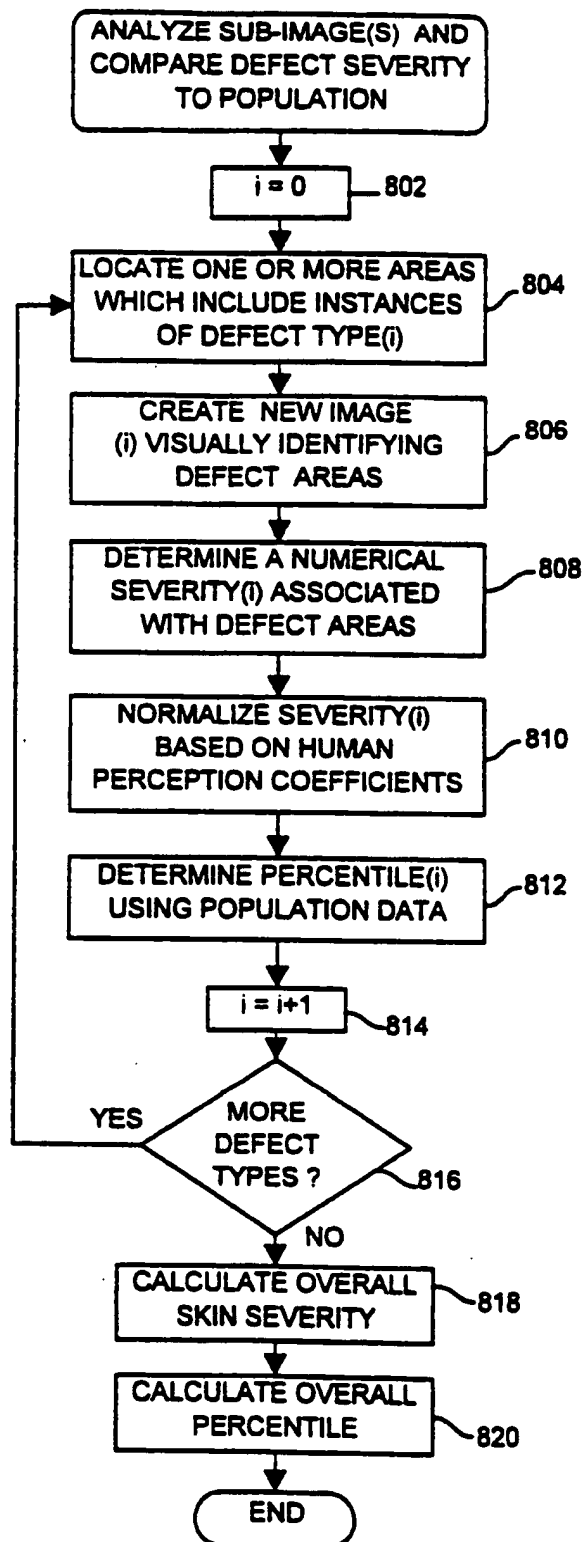 ANALYZE SUB-IMAGE(S) AND
COMPARE DEFECT SEVERITY
TO POPULATION
i = 0
802
LOCATE ONE OR MORE AREAS
WHICH INCLUDE INSTANCES
OF DEFECT TYPE(i)
804
CREATE NEW IMAGE
(i) VISUALLY IDENTIFYING
DEFECT AREAS
806
DETERMINE A NUMERICAL
SEVERITY(i) ASSOCIATED
WITH DEFECT AREAS
808
NORMALIZE SEVERITY(i)
BASED ON HUMAN
PERCEPTION COEFFICIENTS
810
DETERMINE PERCENTILE(i)
USING POPULATION DATA
812
i = i+1
814
YES
MORE
DEFECT
TYPES ?
816
NO
CALCULATE OVERALL
SKIN SEVERITY
818
CALCULATE OVERALL
PERCENTILE
820
END